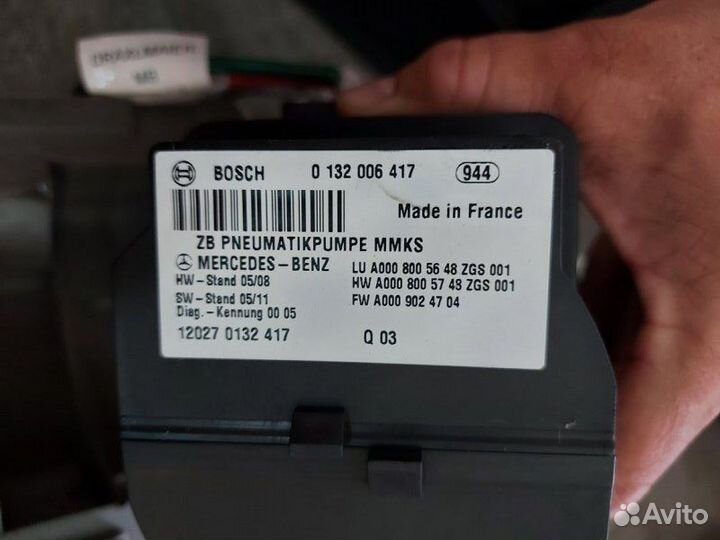 DRÄXLMAIER
MB
BOSCH 0 132 006 417 944
Made in France
ZB PNEUMATIKPUMPE MMKS
MERCEDES-BENZ LU A000 800 56 48 ZGS 001
HW-Stand 05/08 HW A000 800 57 48 ZGS 001
SW-Stand 05/11 FW A000 902 47 04
Diag.-Kennung 00 05
12027 0132 417 Q 03
Avito